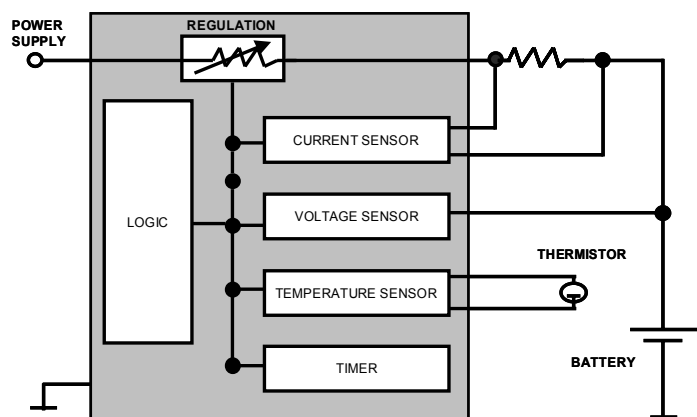 POWER
SUPPLY
REGULATION
CURRENT SENSOR
LOGIC
VOLTAGE SENSOR
THERMISTOR
TEMPERATURE SENSOR
BATTERY
TIMER